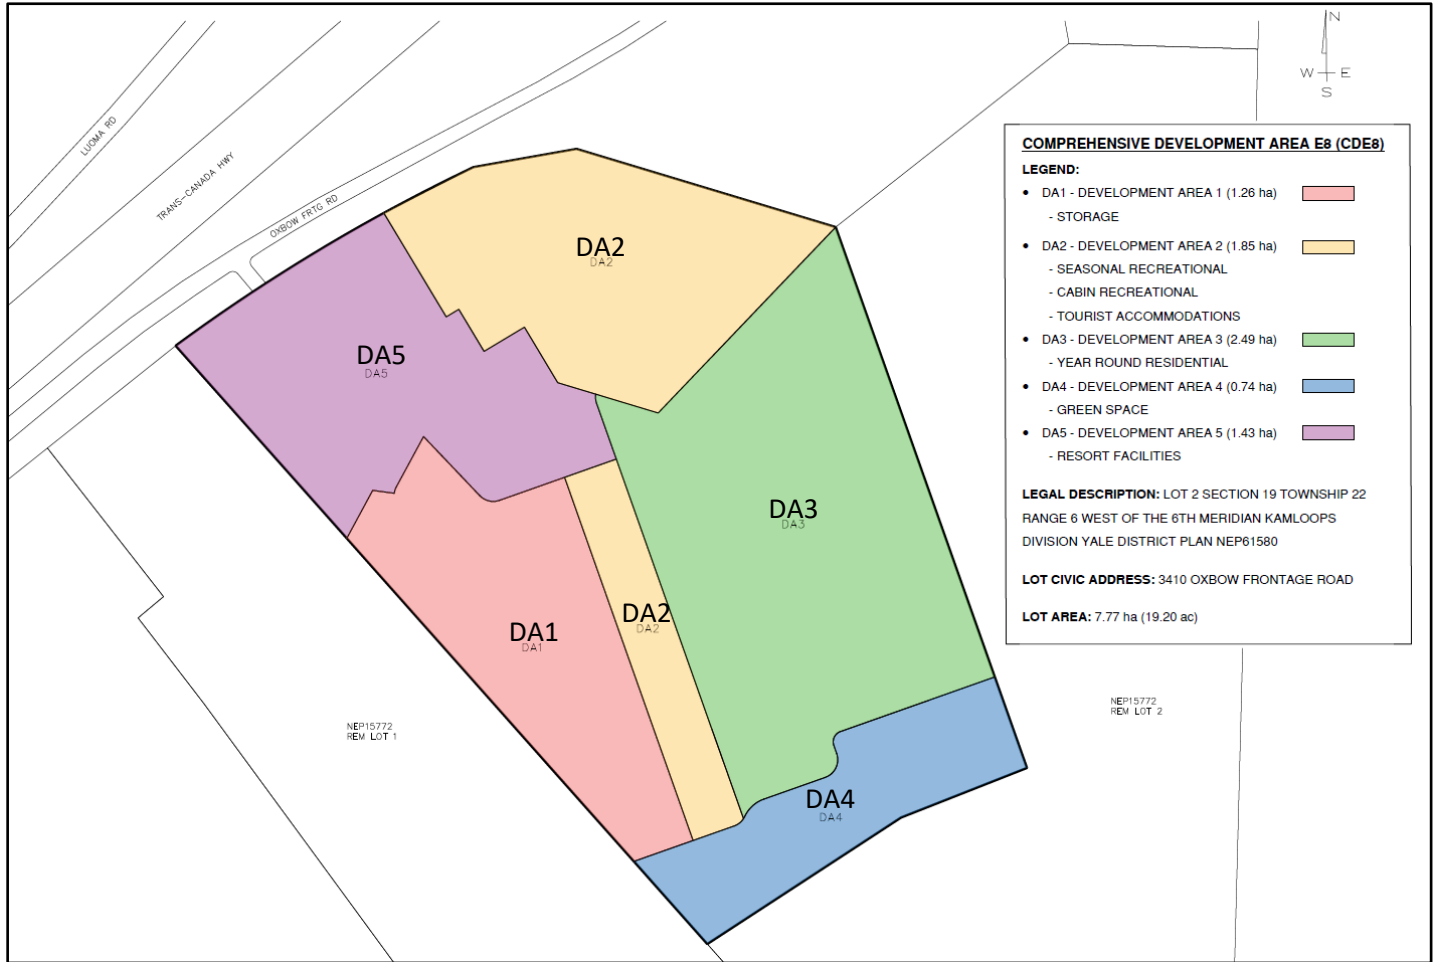 N
W E
S
LUOMA RD
TRANS-CANADA HWY
OXBOW FRTG RD
COMPREHENSIVE DEVELOPMENT AREA E8 (CDE8)
LEGEND:
• DA1 - DEVELOPMENT AREA 1 (1.26 ha)
- STORAGE
• DA2 - DEVELOPMENT AREA 2 (1.85 ha)
- SEASONAL RECREATIONAL
- CABIN RECREATIONAL
- TOURIST ACCOMMODATIONS
• DA3 - DEVELOPMENT AREA 3 (2.49 ha)
- YEAR ROUND RESIDENTIAL
• DA4 - DEVELOPMENT AREA 4 (0.74 ha)
- GREEN SPACE
• DA5 - DEVELOPMENT AREA 5 (1.43 ha)
- RESORT FACILITIES
LEGAL DESCRIPTION: LOT 2 SECTION 19 TOWNSHIP 22
RANGE 6 WEST OF THE 6TH MERIDIAN KAMLOOPS
DIVISION YALE DISTRICT PLAN NEP61580
LOT CIVIC ADDRESS: 3410 OXBOW FRONTAGE ROAD
LOT AREA: 7.77 ha (19.20 ac)
DA2
DA2
DA5
DA5
DA3
DA3
DA2
DA2
DA1
DA1
DA4
DA4
NEP15772
REM LOT 1
NEP15772
REM LOT 2